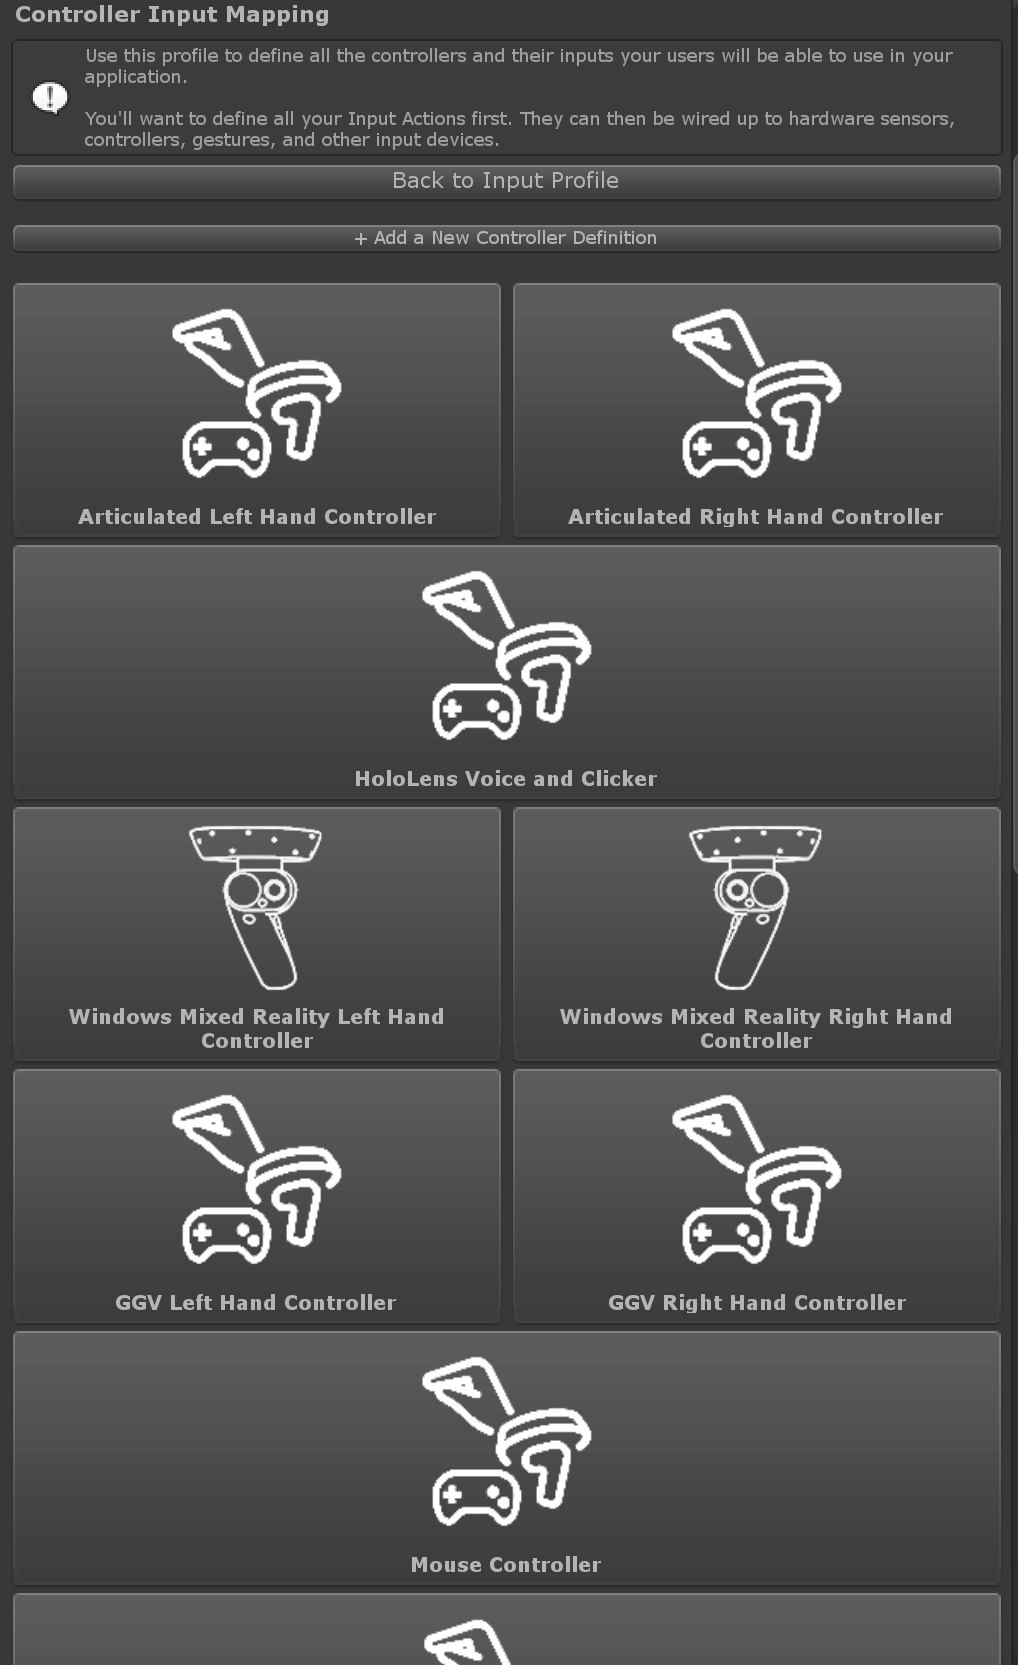 Controller Input Mapping
Use this profile to define all the controllers and their inputs your users will be able to use in your
application.
You'll want to define all your Input Actions first. They can then be wired up to hardware sensors,
controllers, gestures, and other input devices.
Back to Input Profile
+ Add a New Controller Definition
Articulated Left Hand Controller
Articulated Right Hand Controller
HoloLens Voice and Clicker
Windows Mixed Reality Left Hand
Controller
Windows Mixed Reality Right Hand
Controller
GGV Left Hand Controller
GGV Right Hand Controller
Mouse Controller